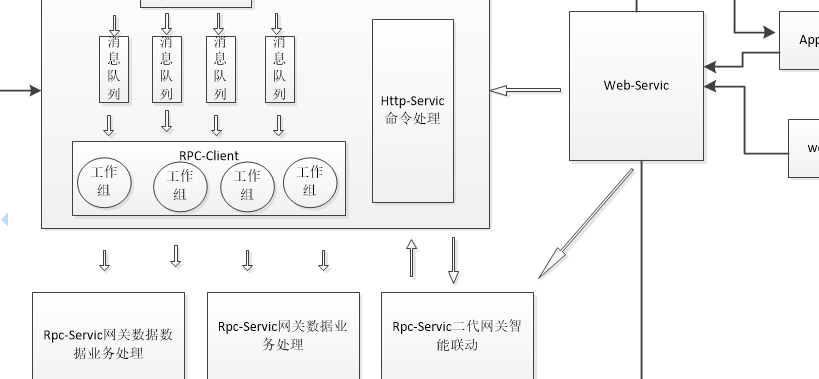 消
息
队
列
消
息
队
列
消
息
队
列
消
息
队
列
RPC-Client
工作
组
工作
组
工作
组
工作
组
Http-Servic
命令处理
Web-Servic
App
we
Rpc-Servic网关数据数
据业务处理
Rpc-Servic网关数据业
务处理
Rpc-Servic二代网关智
能联动